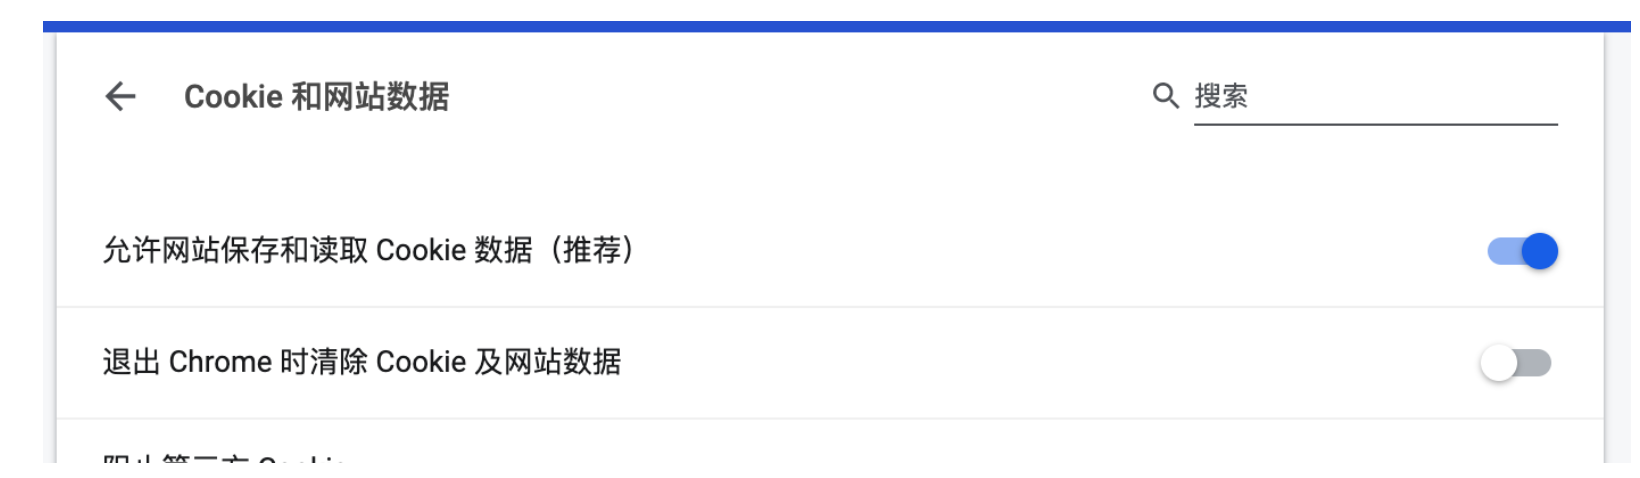 Cookie 和网站数据
搜索
允许网站保存和读取 Cookie 数据（推荐）
退出 Chrome 时清除 Cookie 及网站数据